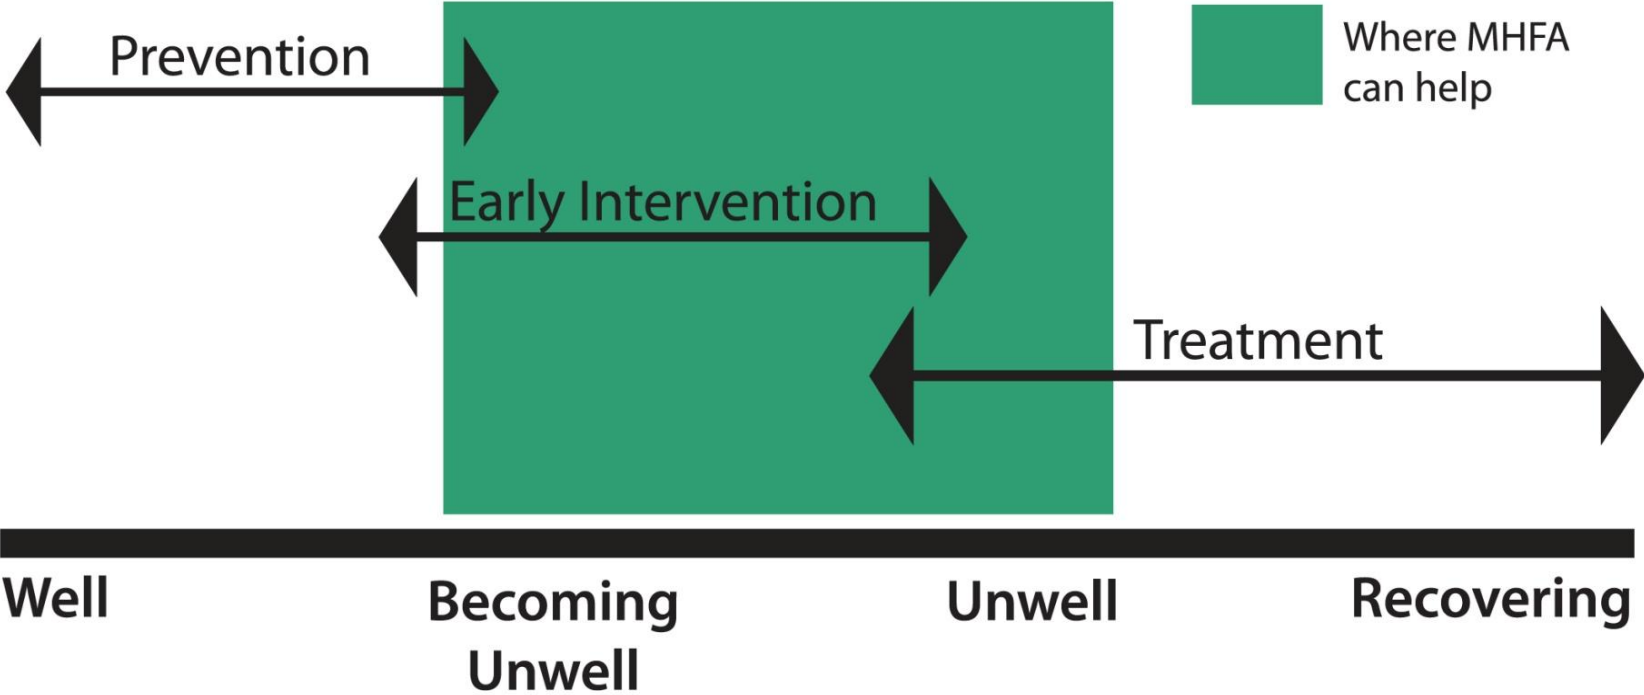 Prevention
Where MHFA
can help
Early Intervention
Treatment
Well
Becoming
Unwell
Unwell
Recovering